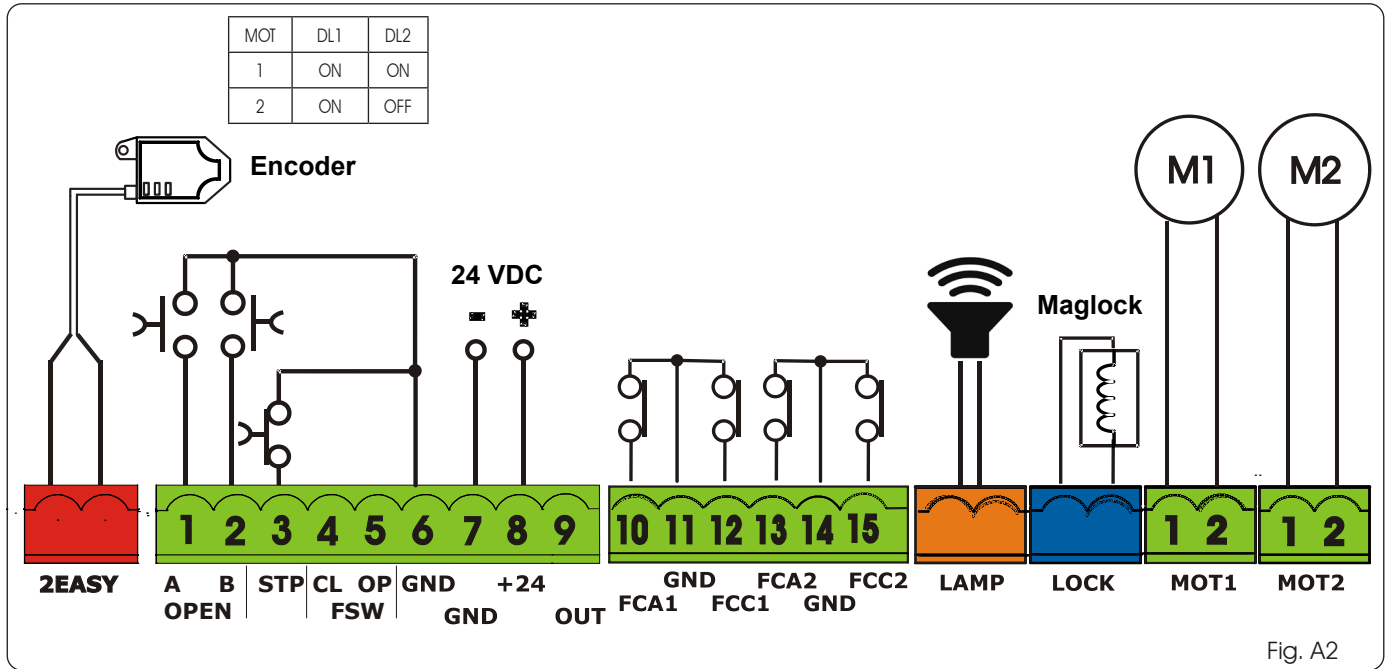 MOT DL1 DL2
1 ON ON
2 ON OFF
Encoder
M1 M2
24 VDC
Maglock
1 2 3 4 5 6 7 8 9 10 11 12 13 14 15 1 2 1 2
2EASY A B STP CL OP GND +24 GND FCA2 FCC2 LAMP LOCK MOT1 MOT2
OPEN FSW GND OUT FCA1 FCC1 GND
Fig. A2